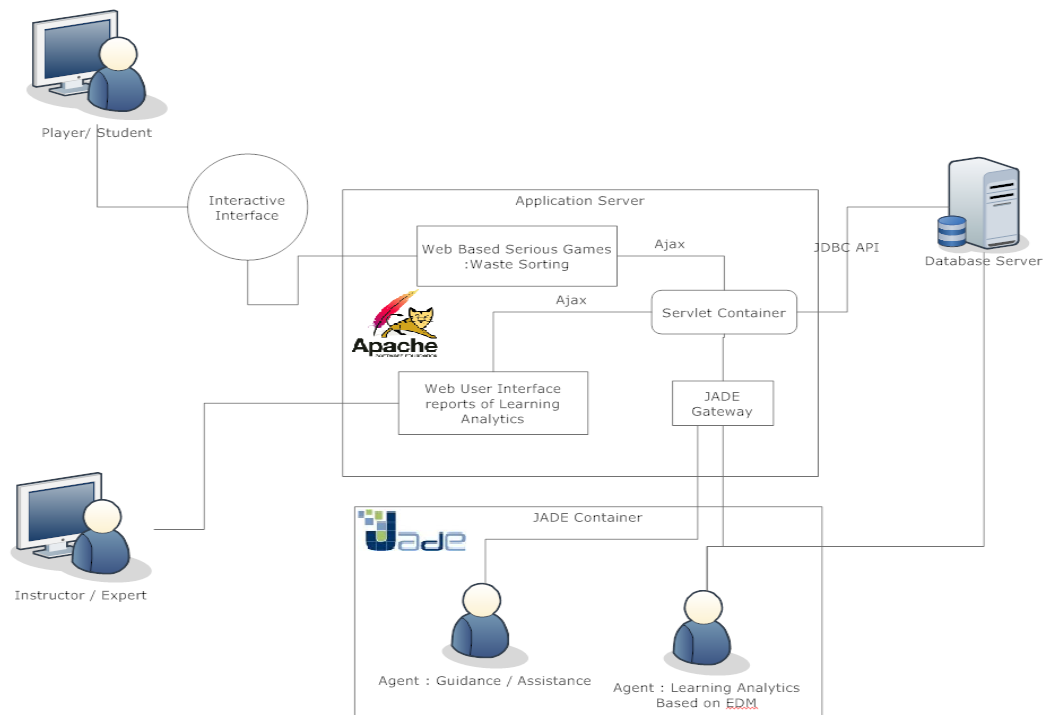 Player/ Student
Interactive
Interface
Application Server
Web Based Serious Games
:Waste Sorting
Ajax
JDBC API
Database Server
Ajax
Servlet Container
Apache
Web User Interface
reports of Learning
Analytics
JADE
Gateway
Instructor / Expert
JADE Container
Jade
Agent : Guidance / Assistance
Agent : Learning Analytics
Based on EDM